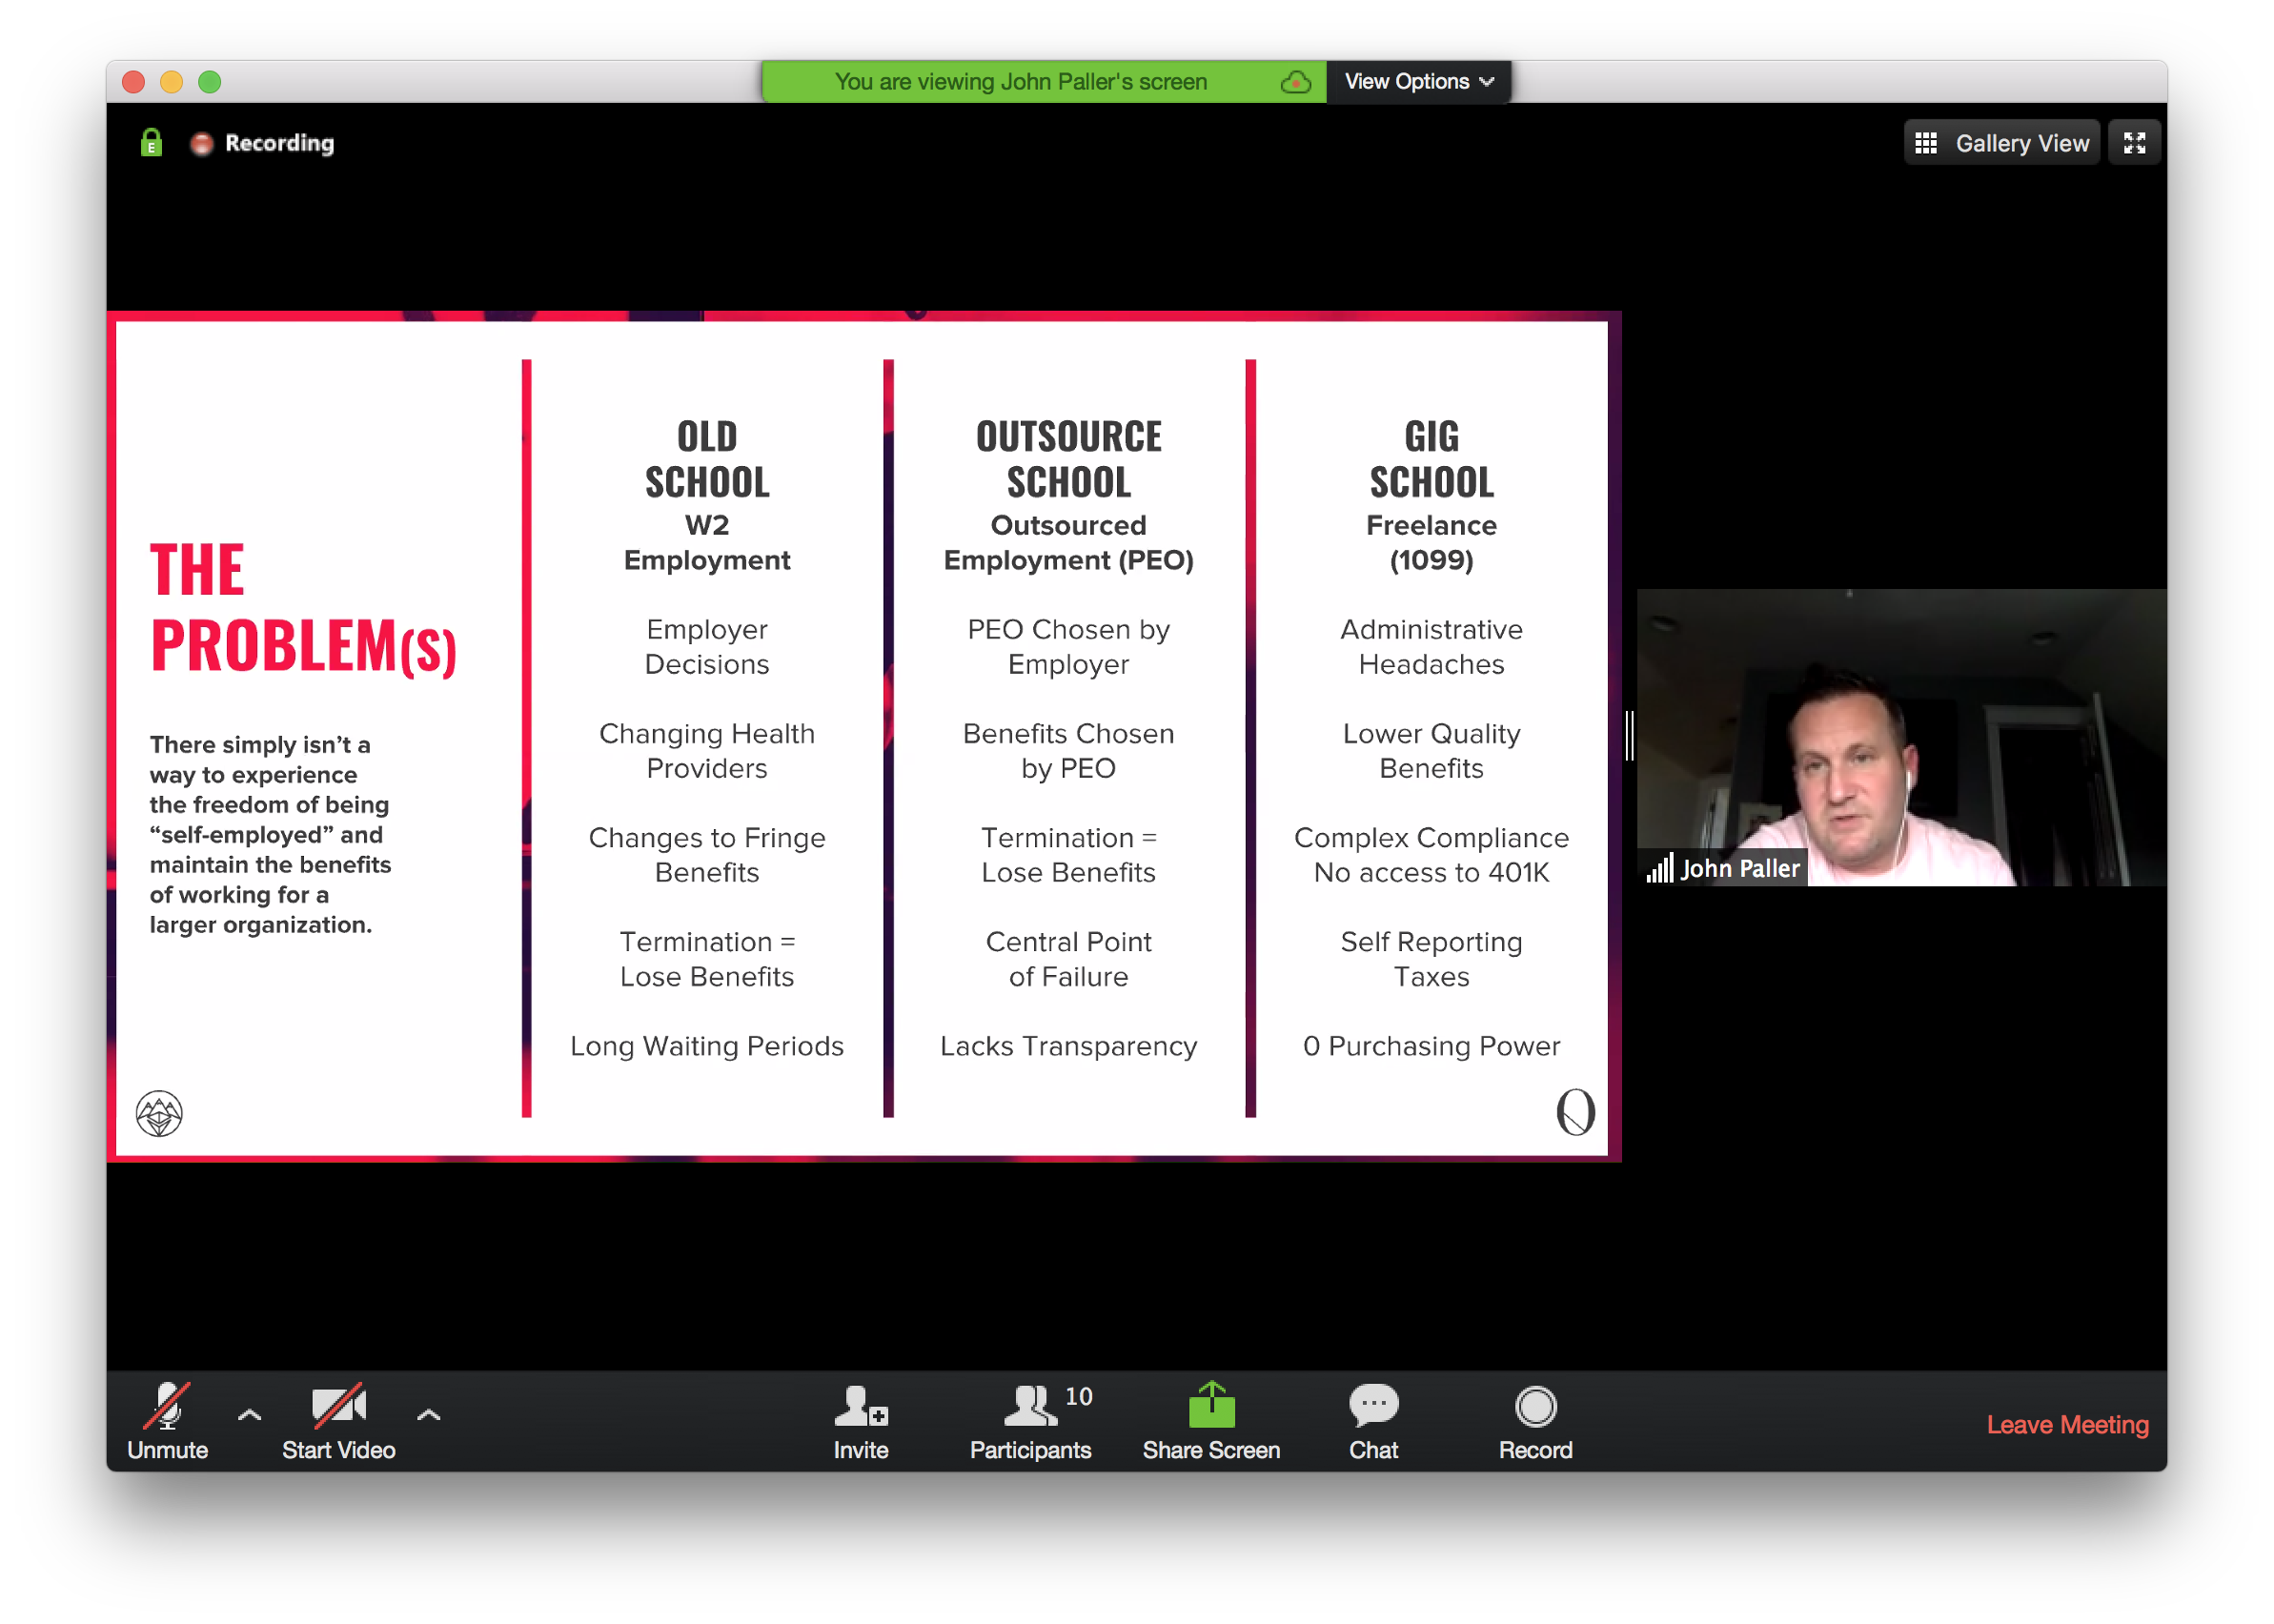 You are viewing John Paller's screen
View Options
Recording
Gallery View
THE
PROBLEM(S)
There simply isn’t a
way to experience
the freedom of being
“self-employed” and
maintain the benefits
of working for a
larger organization.
OLD
SCHOOL
W2
Employment
Employer
Decisions
Changing Health
Providers
Changes to Fringe
Benefits
Termination =
Lose Benefits
Long Waiting Periods
OUTSOURCE
SCHOOL
Outsourced
Employment (PEO)
PEO Chosen by
Employer
Benefits Chosen
by PEO
Termination =
Lose Benefits
Central Point
of Failure
Lacks Transparency
GIG
SCHOOL
Freelance
(1099)
Administrative
Headaches
Lower Quality
Benefits
Complex Compliance
No access to 401K
Self Reporting
Taxes
0 Purchasing Power
John Paller
Unmute
Start Video
Invite
Participants
10
Share Screen
Chat
Record
Leave Meeting